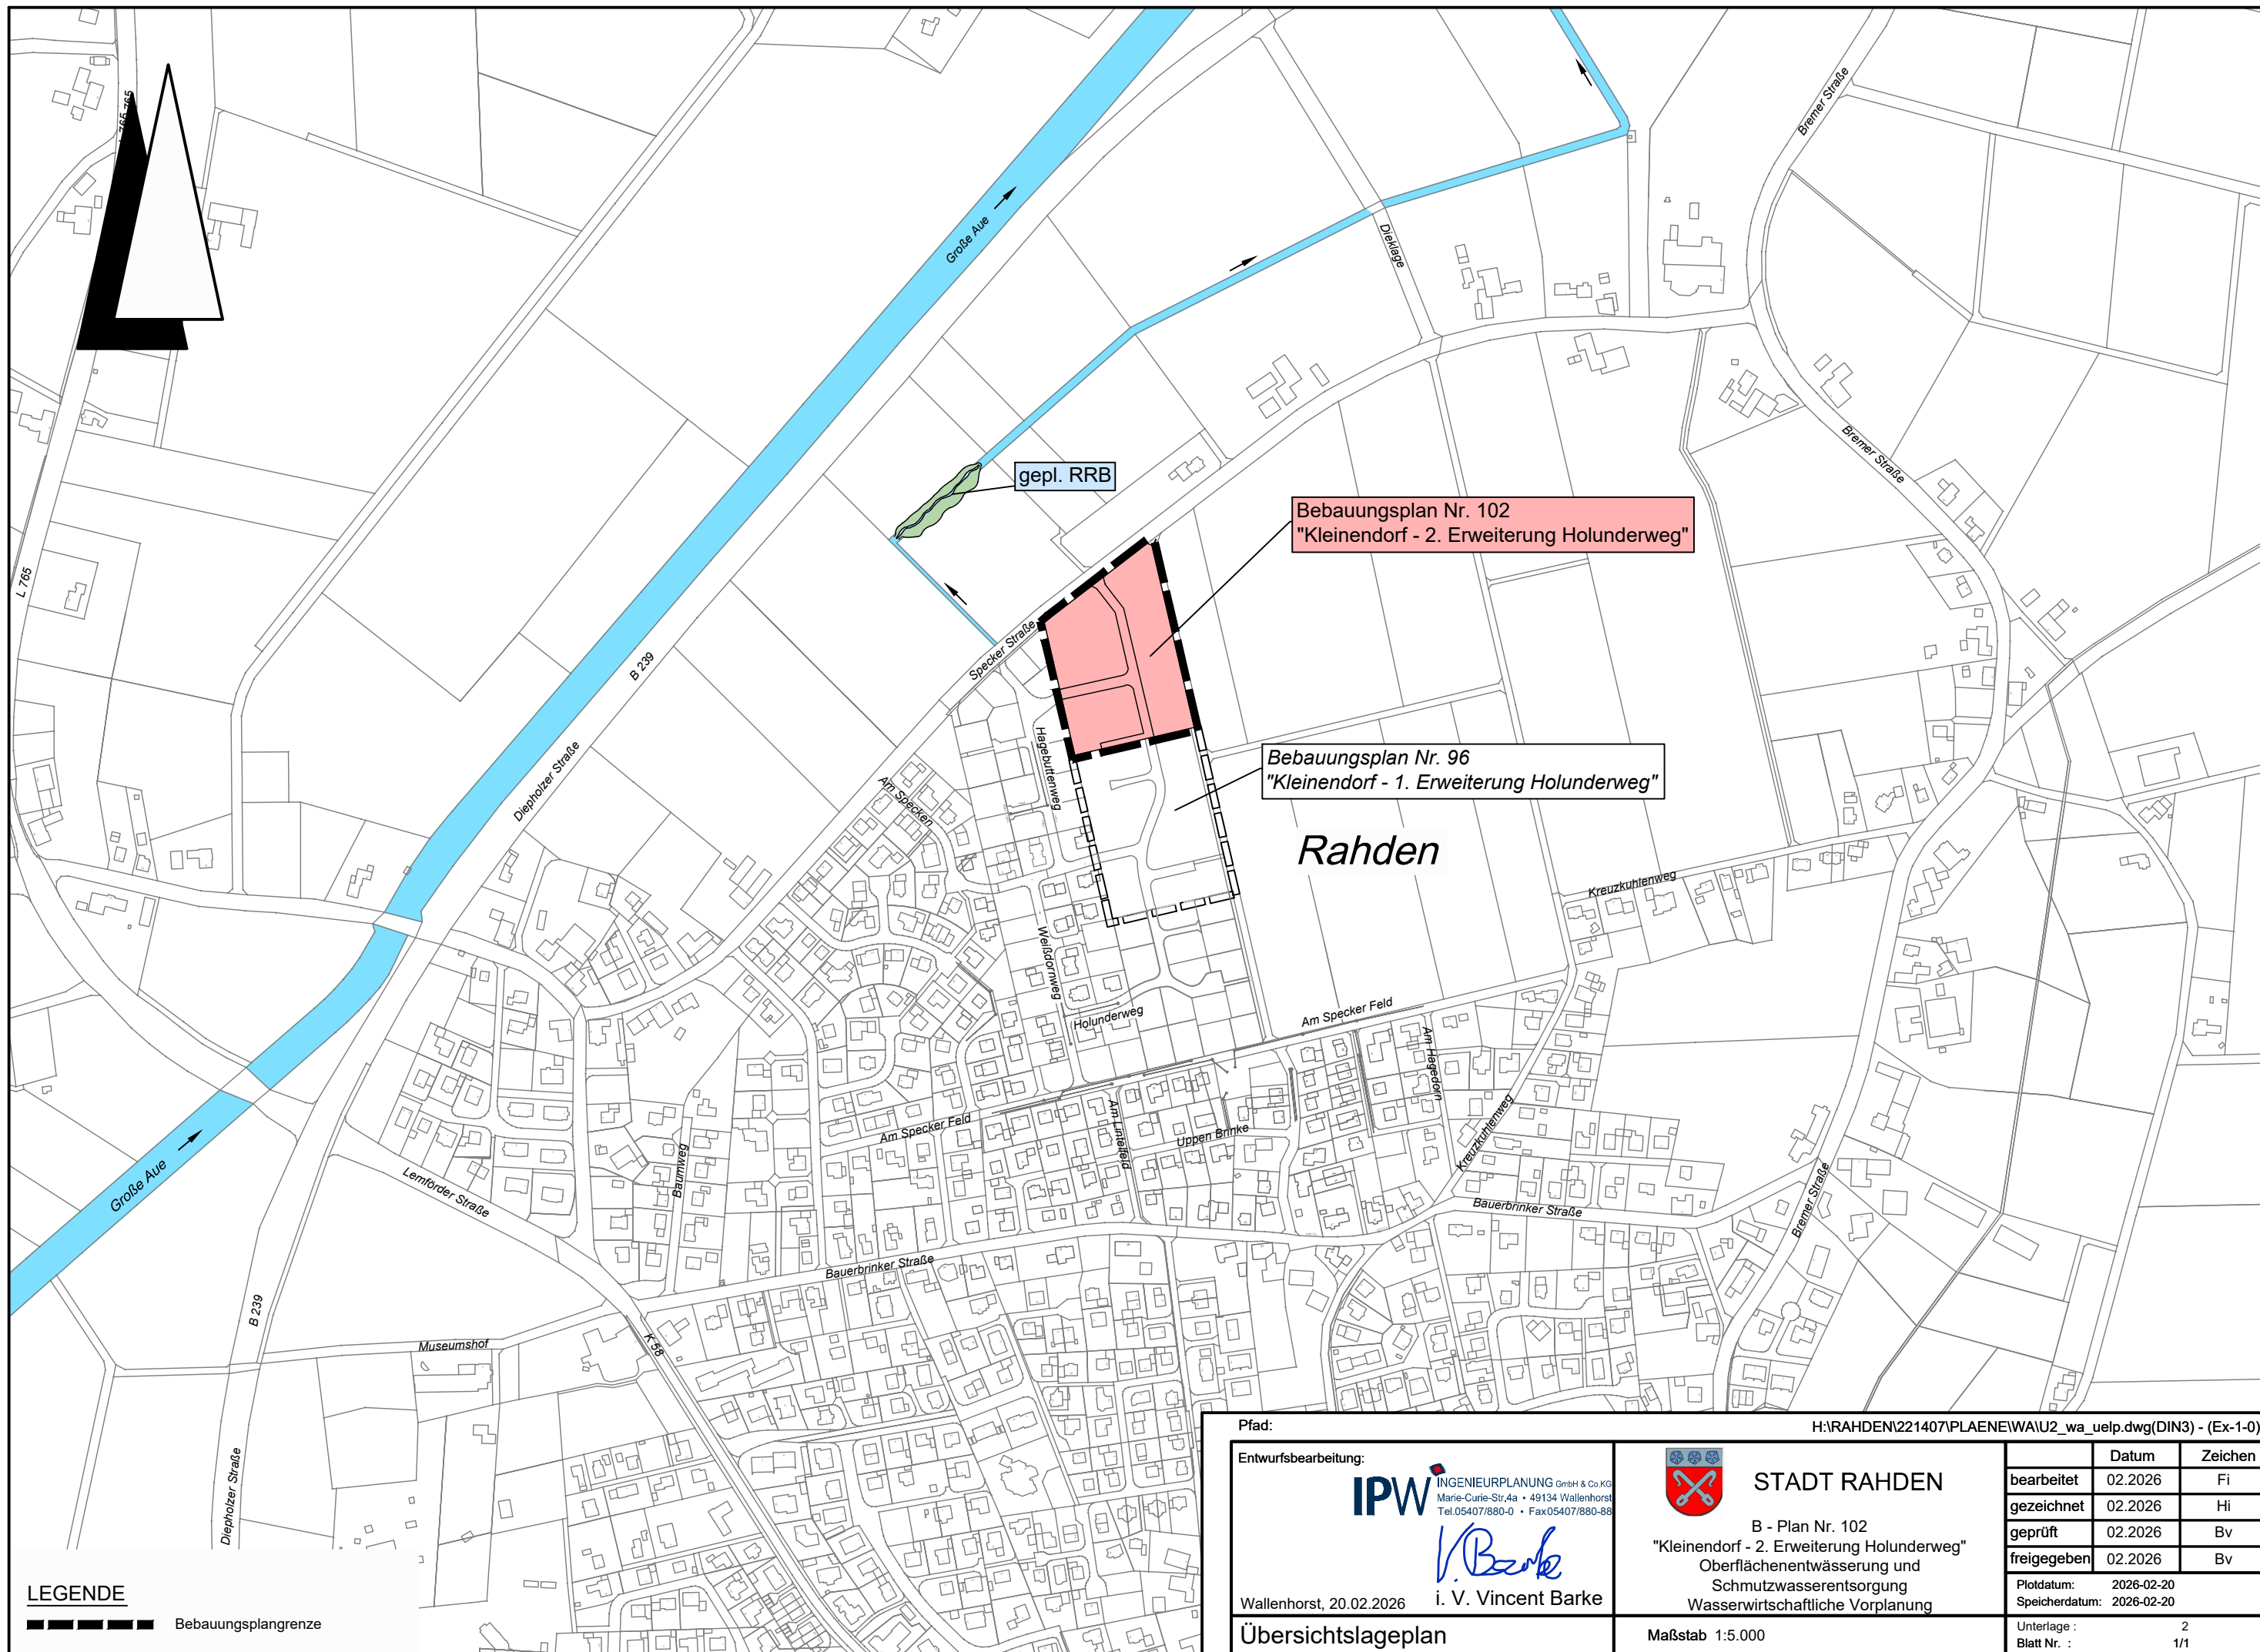 L 765
765
Große Aue
Bremer Straße
Dieklage
Bremer Straße
gepl. RRB
Bebauungsplan Nr. 102
"Kleinendorf - 2. Erweiterung Holunderweg"
L 765
B 239
Specker Straße
Hagebuttenweg
Bebauungsplan Nr. 96
"Kleinendorf - 1. Erweiterung Holunderweg"
Diepholzer Straße
Am Specken
Rahden
Kreuzkuhlenweg
Weißdornweg
Holunderweg
Am Specker Feld
Am Hagedorn
Am Specker Feld
Am Lintelfeld
Uppen Brinke
Kreuzkuhlenweg
Große Aue
Lemförder Straße
Baumweg
Bauerbrinker Straße
Bremer Straße
Bauerbrinker Straße
B 239
Museumshof
K 58
Diepholzer Straße
LEGENDE
Bebauungsplangrenze
Pfad:
H:\RAHDEN\221407\PLAENE\WA\U2_wa_uelp.dwg(DIN3) - (Ex-1-0)
Entwurfsbearbeitung:
IPW INGENIEURPLANUNG GmbH & Co.KG
Marie-Curie-Str.4a • 49134 Wallenhorst
Tel.05407/880-0 • Fax05407/880-88
Wallenhorst, 20.02.2026
i. V. Vincent Barke
STADT RAHDEN
B - Plan Nr. 102
"Kleinendorf - 2. Erweiterung Holunderweg"
Oberflächenentwässerung und
Schmutzwasserentsorgung
Wasserwirtschaftliche Vorplanung
Datum Zeichen
bearbeitet 02.2026 Fi
gezeichnet 02.2026 Hi
geprüft 02.2026 Bv
freigegeben 02.2026 Bv
Plotdatum: 2026-02-20
Speicherdatum: 2026-02-20
Übersichtslageplan
Maßstab 1:5.000
Unterlage : 2
Blatt Nr. : 1/1